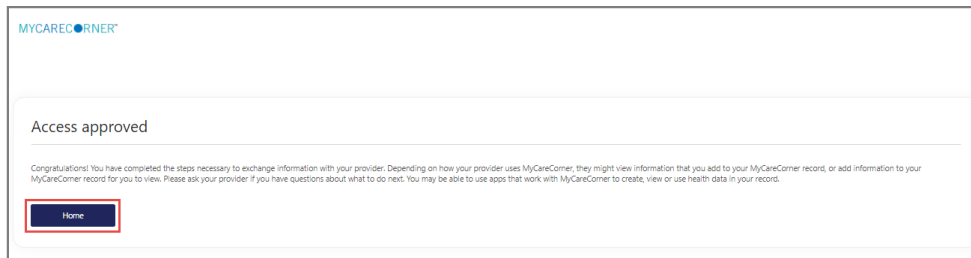 MYCARECORNER™
Access approved
Congratulations! You have completed the steps necessary to exchange information with your provider. Depending on how your provider uses MyCareCorner, they might view information that you add to your MyCareCorner record, or add information to your
MyCareCorner record for you to view. Please ask your provider if you have questions about what to do next. You may be able to use apps that work with MyCareCorner to create, view or use health data in your record.
Home